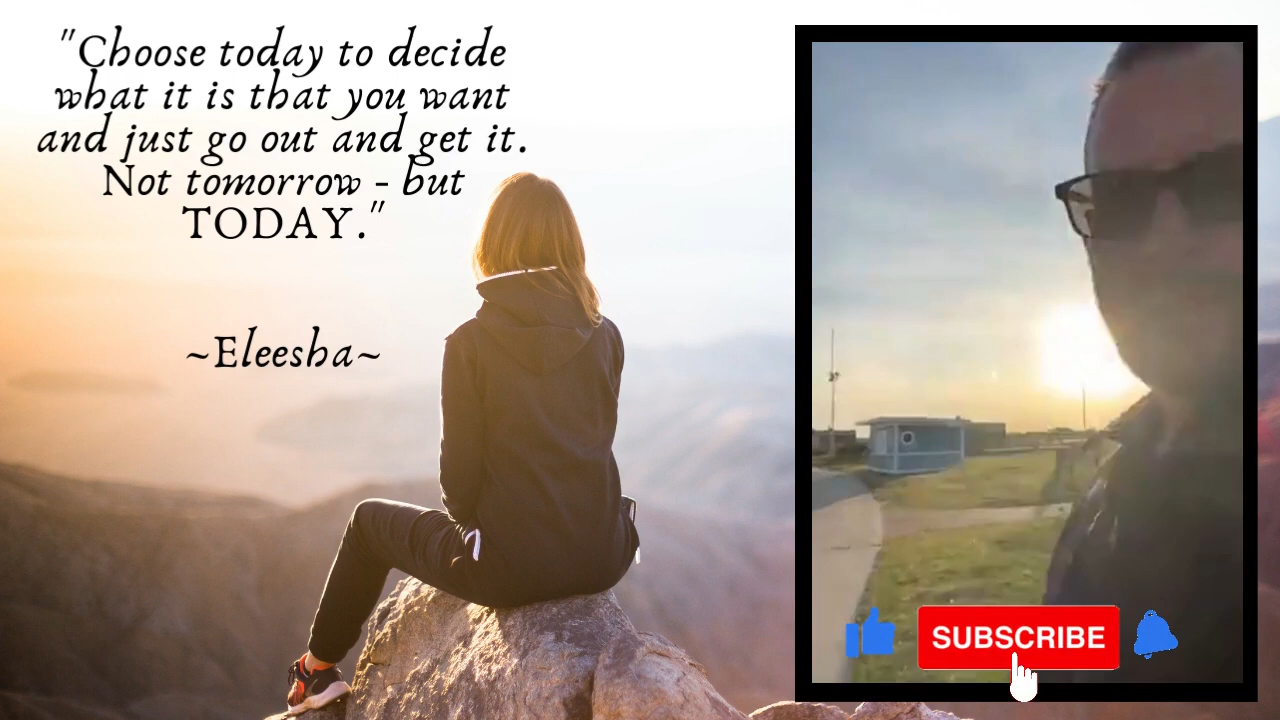 "Choose today to decide
what it is that you want
and just go out and get it.
Not tomorrow - but
TODAY."
~Eleesha~
SUBSCRIBE